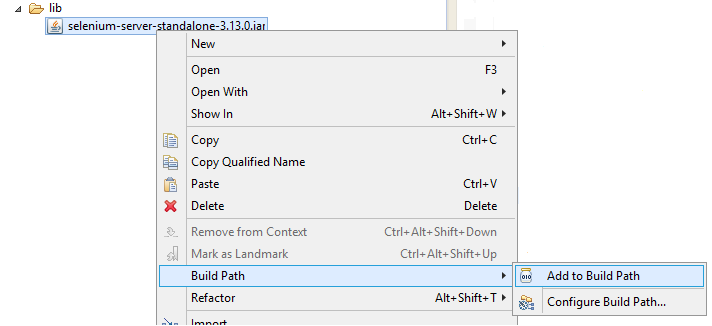 lib
selenium-server-standalone-3.13.0.jar
New
Open F3
Open With
Show In Alt+Shift+W
Copy Ctrl+C
Copy Qualified Name
Paste Ctrl+V
Delete Delete
Remove from Context Ctrl+Alt+Shift+Down
Mark as Landmark Ctrl+Alt+Shift+Up
Build Path Add to Build Path
Refactor Alt+Shift+T Configure Build Path...
Import